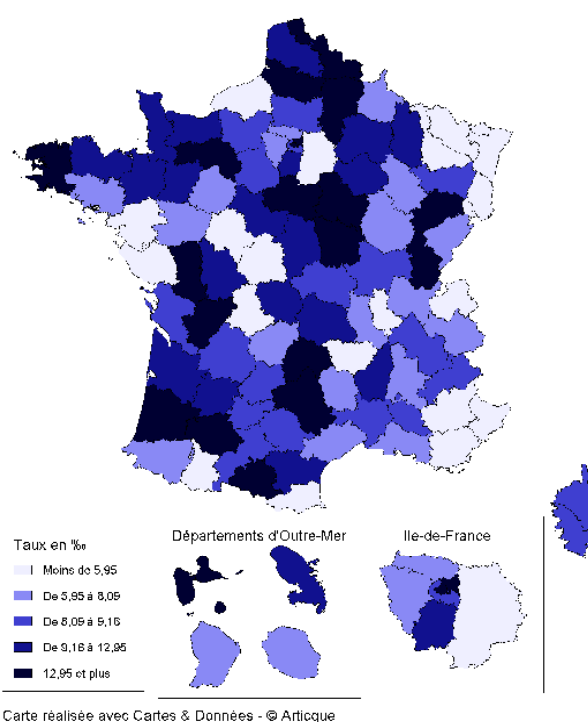 Départements d'Outre-Mer
Ile-de-France
Taux en ‰
Moins de 5,95
De 5,95 à 8,09
De 8,09 à 9,16
De 9,16 à 12,95
12,95 et plus
Carte réalisée avec Cartes & Données - © Articque